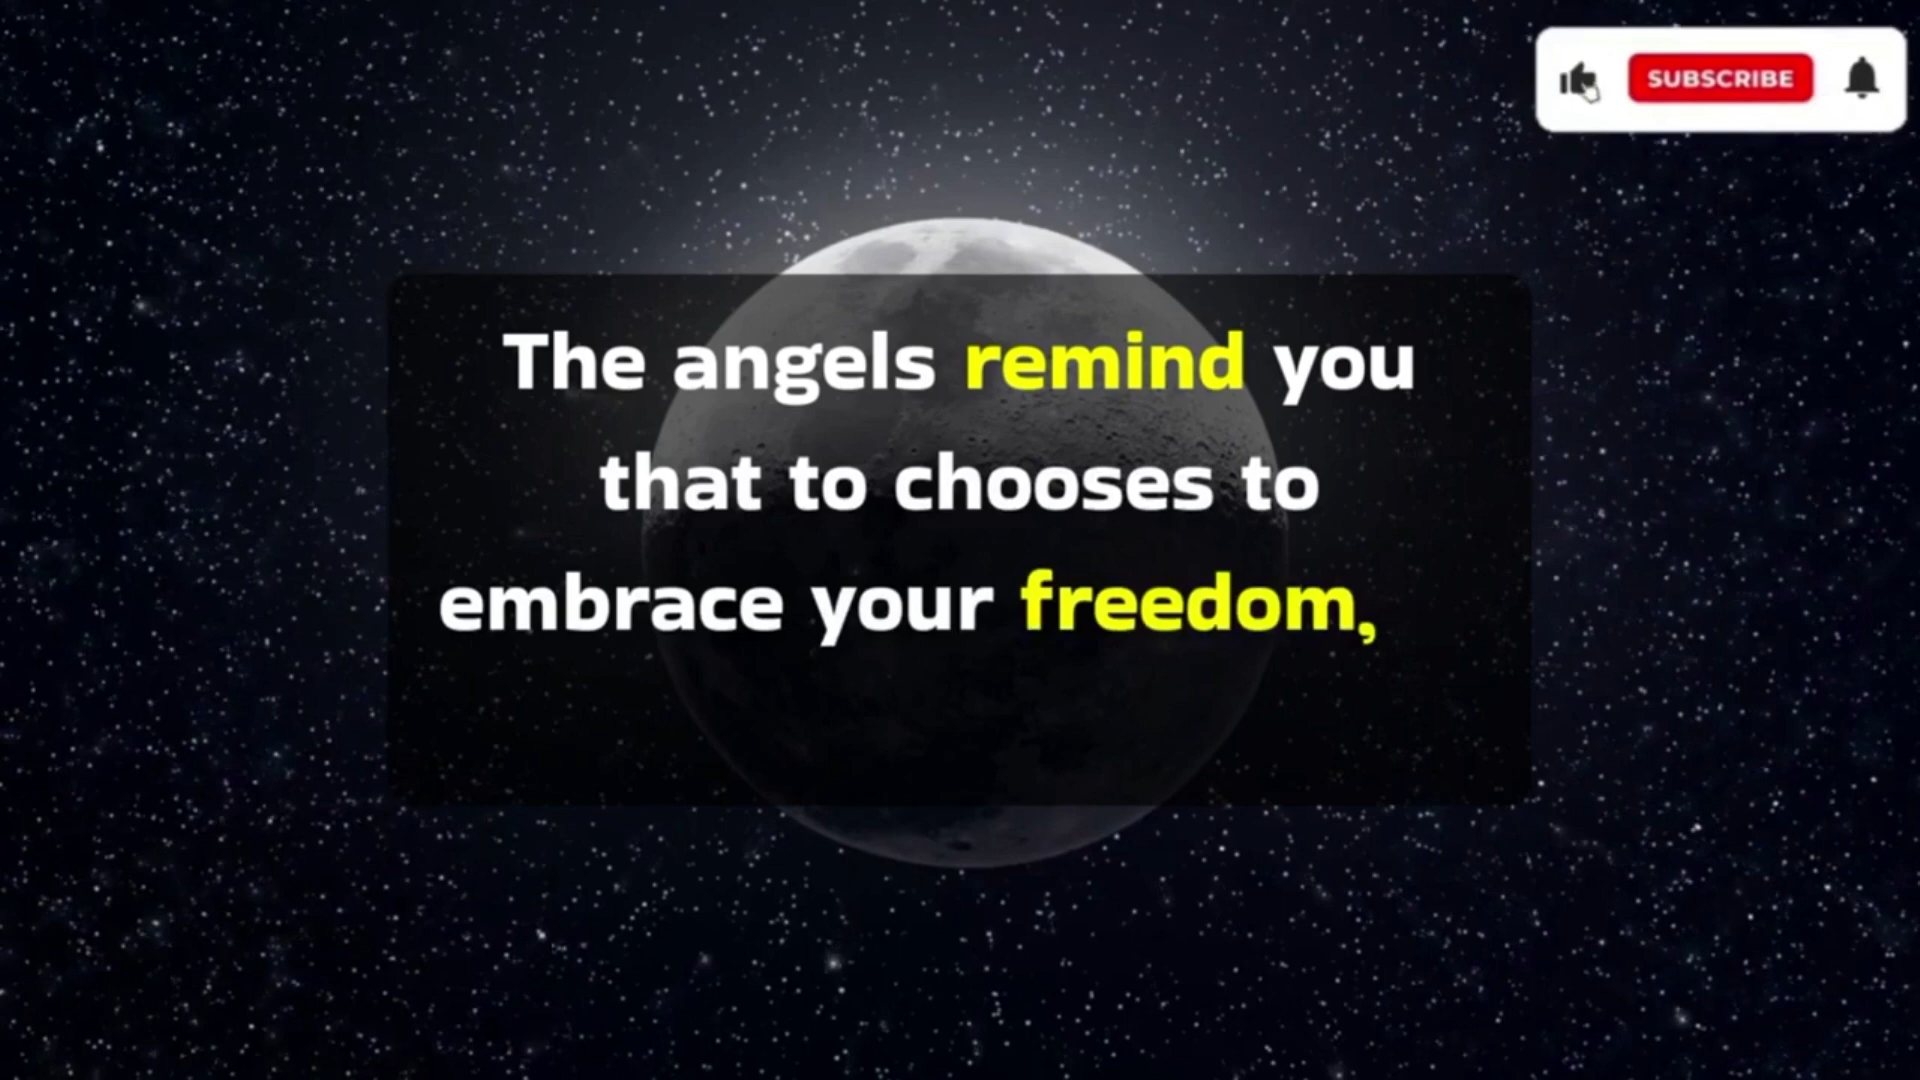 SUBSCRIBE
The angels remind you
that to chooses to
embrace your freedom,